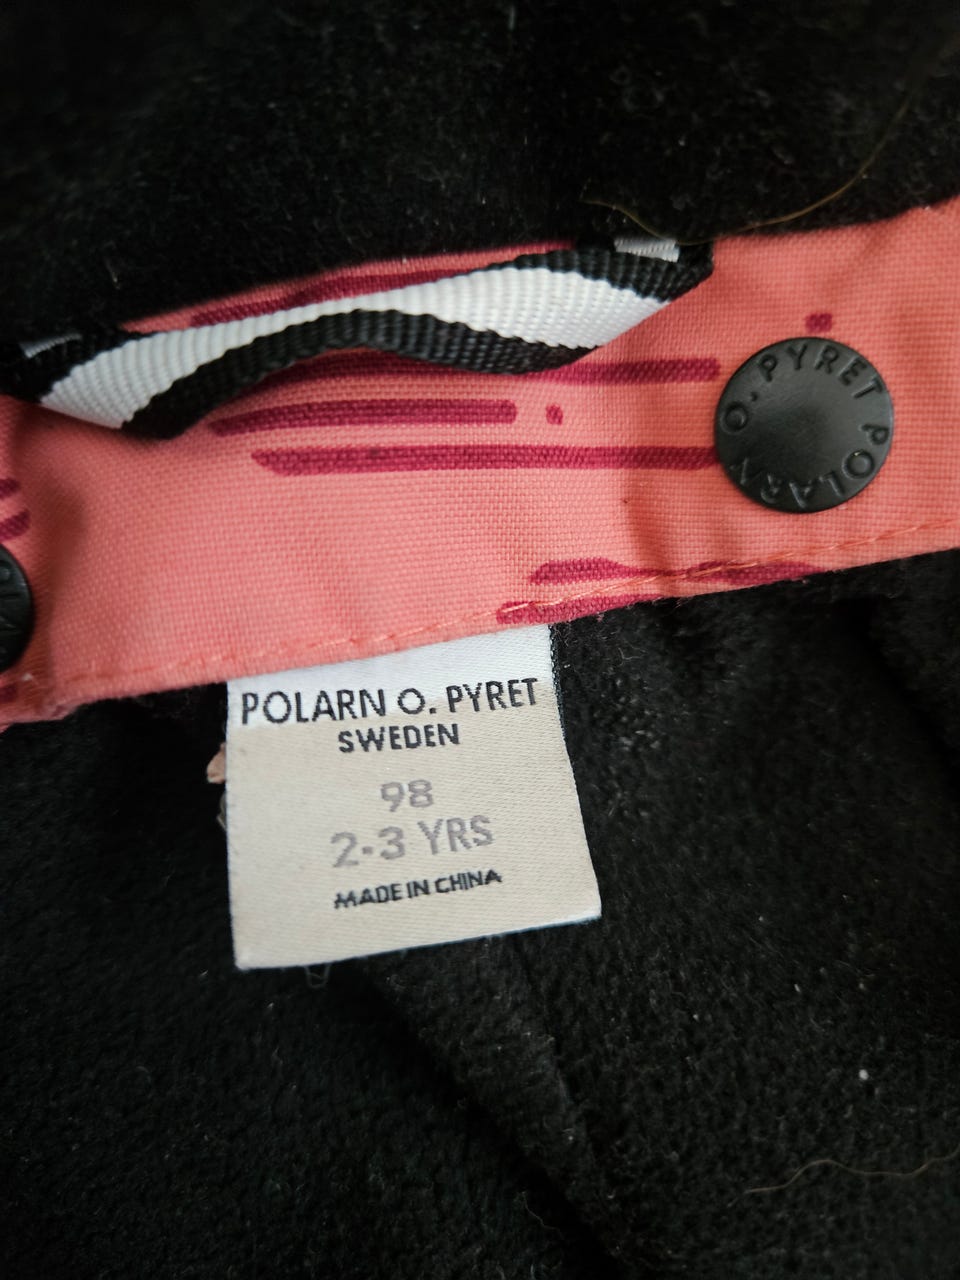 O. PYRET POLARN
POLARN O. PYRET
SWEDEN
98
2-3 YRS
MADE IN CHINA